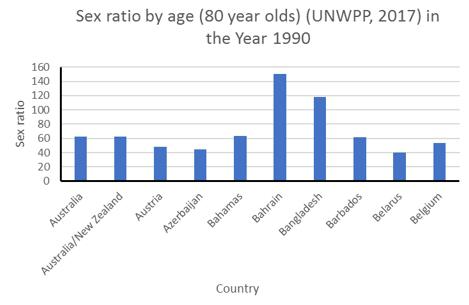 Sex ratio by age (80 year olds) (UNWPP, 2017) in
the Year 1990
Sex ratio
160
140
120
100
80
60
40
20
0
Australia
Australia/New Zealand
Austria
Azerbaijan
Bahamas
Bahrain
Bangladesh
Barbados
Belarus
Belgium
Country